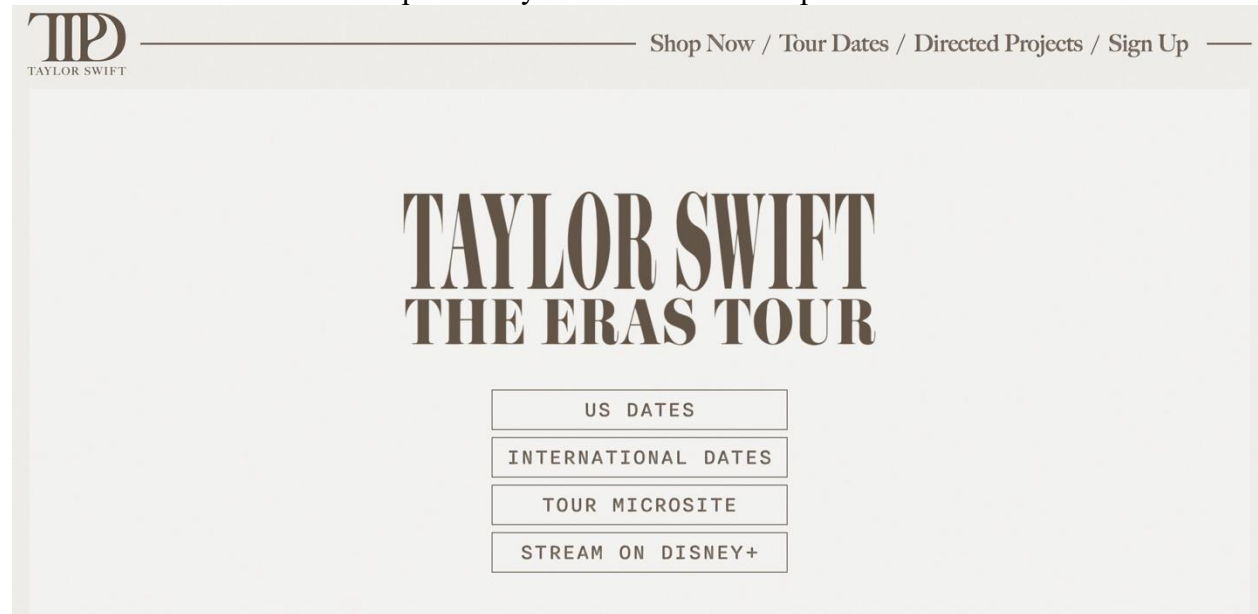 TTPD
TAYLOR SWIFT
Shop Now / Tour Dates / Directed Projects / Sign Up
TAYLOR SWIFT
THE ERAS TOUR
US DATES
INTERNATIONAL DATES
TOUR MICROSITE
STREAM ON DISNEY+